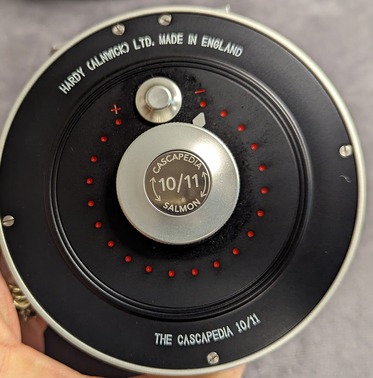 HARDY (ALNWICK) LTD. MADE IN ENGLAND
+
-
CASCAPEDIA
10/11
SALMON
THE CASCAPEDIA 10/11